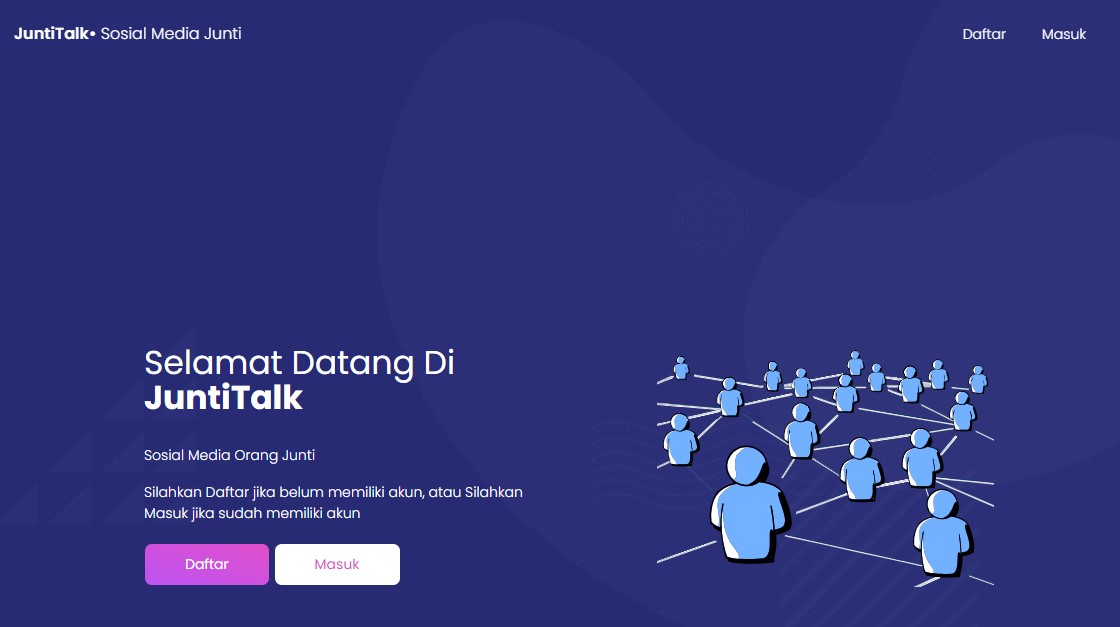 JuntiTalk• Sosial Media Junti
Daftar
Masuk
Selamat Datang Di
JuntiTalk
Sosial Media Orang Junti
Silahkan Daftar jika belum memiliki akun, atau Silahkan
Masuk jika sudah memiliki akun
Daftar
Masuk